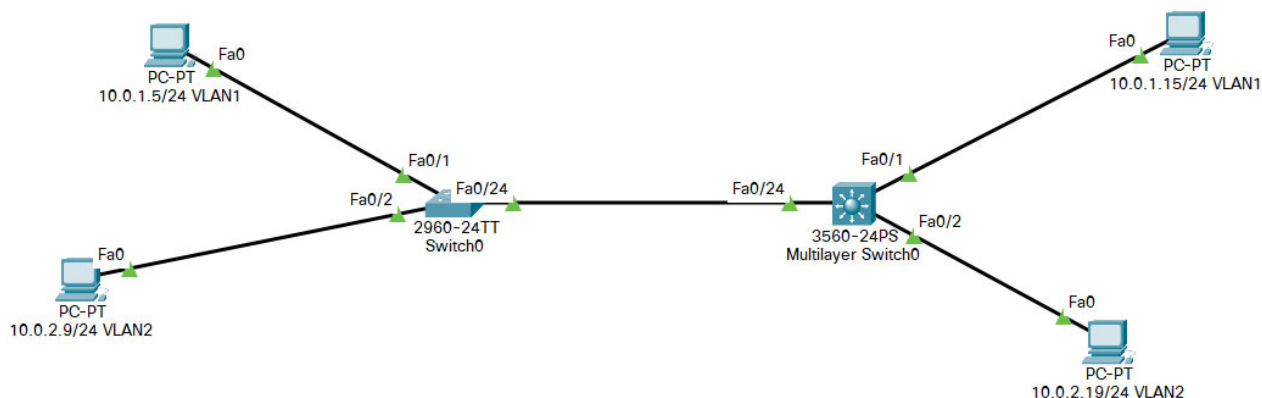 Fa0
PC-PT
10.0.1.5/24 VLAN1
Fa0
PC-PT
10.0.1.15/24 VLAN1
Fa0/1
Fa0/2
Fa0/24
2960-24TT
Switch0
Fa0/24
Fa0/1
Fa0/2
3560-24PS
Multilayer Switch0
Fa0
PC-PT
10.0.2.9/24 VLAN2
Fa0
PC-PT
10.0.2.19/24 VLAN2